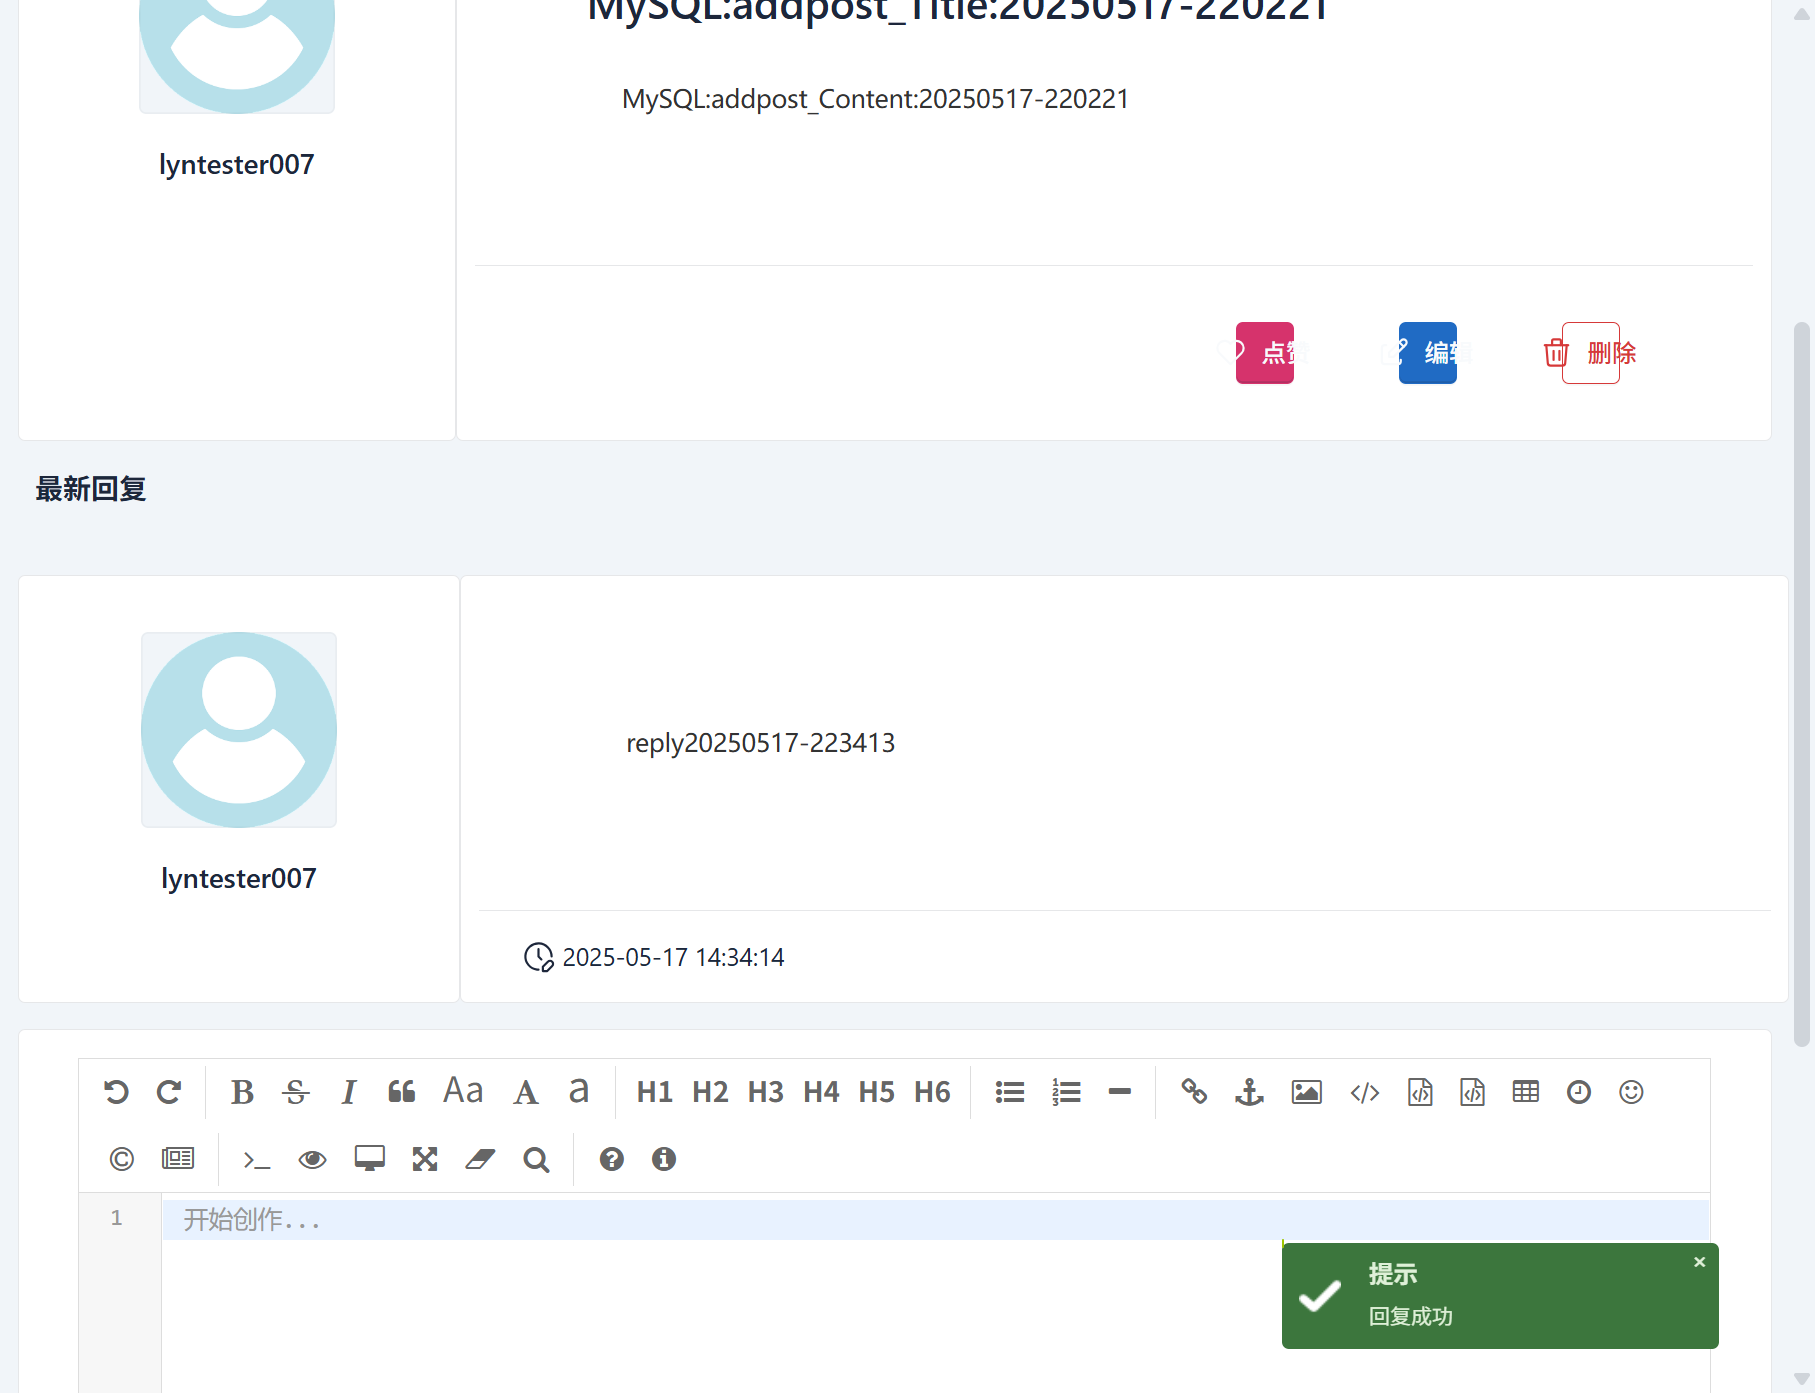 MySQL:addpost_Title:20250517-220221
MySQL:addpost_Content:20250517-220221
lyntester007
点赞
编辑
删除
最新回复
reply20250517-223413
lyntester007
2025-05-17 14:34:14
B S I Aa A a H1 H2 H3 H4 H5 H6
1
开始创作...
提示
×
回复成功